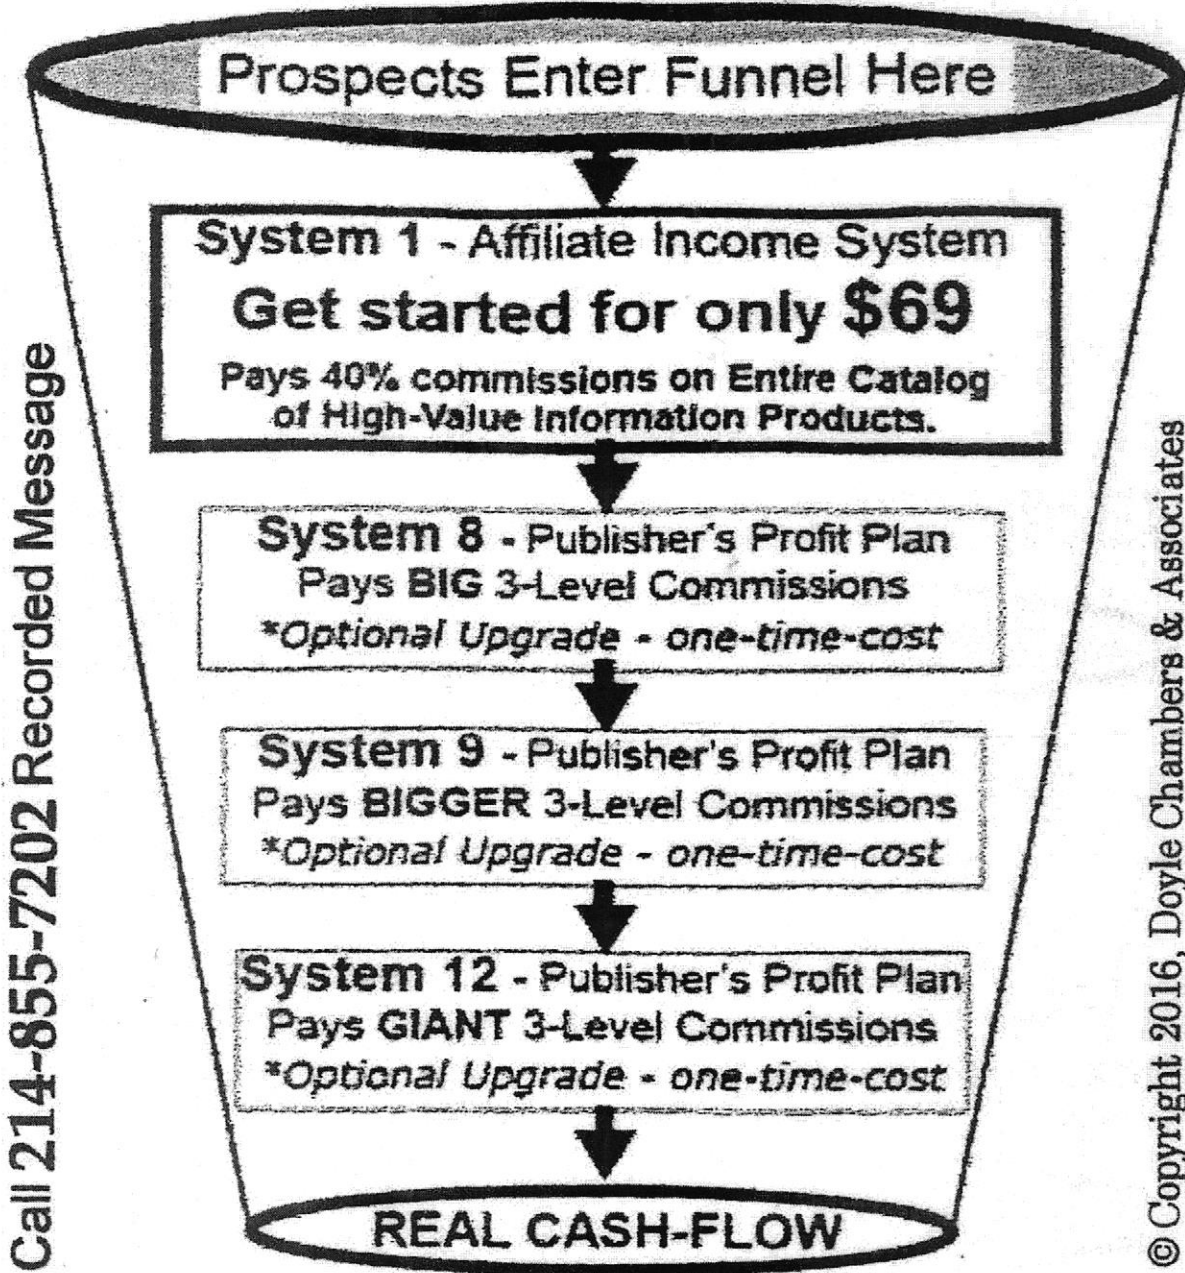 Prospects Enter Funnel Here
System 1 - Affiliate Income System
Get started for only $69
Pays 40% commissions on Entire Catalog
of High-Value Information Products.
System 8 - Publisher's Profit Plan
Pays BIG 3-Level Commissions
*Optional Upgrade - one-time-cost
System 9 - Publisher's Profit Plan
Pays BIGGER 3-Level Commissions
*Optional Upgrade - one-time-cost
System 12 - Publisher's Profit Plan
Pays GIANT 3-Level Commissions
*Optional Upgrade - one-time-cost
REAL CASH-FLOW
Call 214-855-7202 Recorded Message
© Copyright 2016, Doyle Chambers & Associates